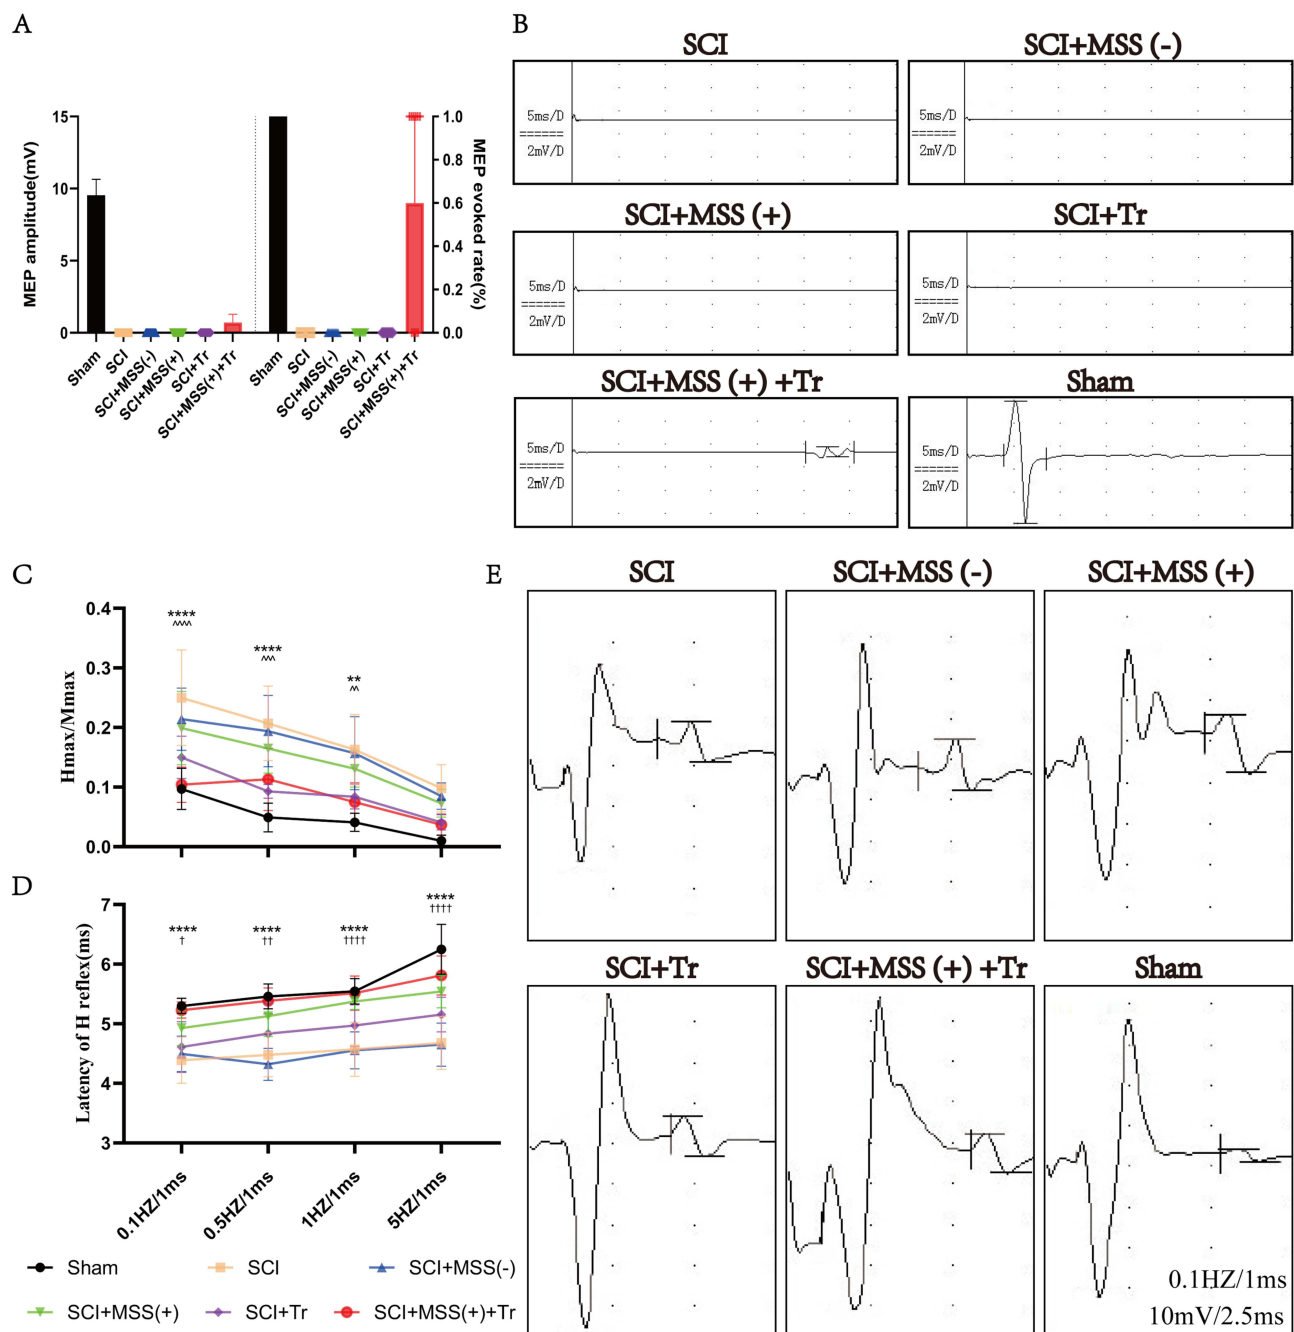 A
MEP amplitude(mV)
15
10
5
0
1.0
0.8
0.6
0.4
0.2
0.0
MEP evoked rate(%)
Sham
SCI
SCI+MSS(-)
SCI+MSS(+)
SCI+Tr
SCI+MSS(+)+Tr
Sham
SCI
SCI+MSS(-)
SCI+MSS(+)
SCI+Tr
SCI+MSS(+)+Tr
B
SCI
5ms/D
======
2mV/D
SCI+MSS (-)
5ms/D
======
2mV/D
SCI+MSS (+)
5ms/D
======
2mV/D
SCI+Tr
5ms/D
======
2mV/D
SCI+MSS (+) +Tr
5ms/D
======
2mV/D
Sham
5ms/D
======
2mV/D
C
Hmax/Mmax
0.4
0.3
0.2
0.1
0.0
****
^^^^
****
^^^
**
^^
D
Latency of H reflex(ms)
7
6
5
4
3
****
†
****
††
****
††††
****
††††
0.1HZ/1ms
0.5HZ/1ms
1HZ/1ms
5HZ/1ms
Sham
SCI
SCI+MSS(-)
SCI+MSS(+)
SCI+Tr
SCI+MSS(+)+Tr
E
SCI
SCI+MSS (-)
SCI+MSS (+)
SCI+Tr
SCI+MSS (+) +Tr
Sham
0.1HZ/1ms
10mV/2.5ms